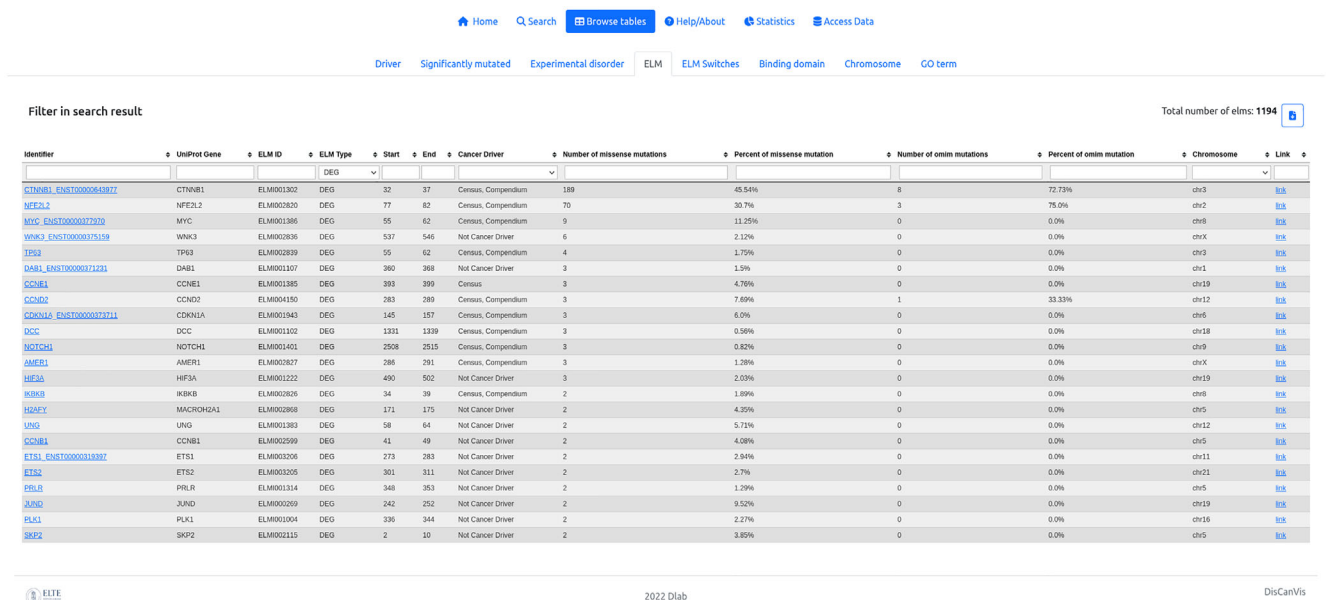 Home Search Browse tables Help/About Statistics Access Data
Driver Significantly mutated Experimental disorder ELM ELM Switches Binding domain Chromosome GO term
Filter in search result Total number of elms: 1194
Identifier UniProt Gene ELM ID ELM Type Start End Cancer Driver Number of missense mutations Percent of missense mutation Number of omim mutations Percent of omim mutation Chromosome Link
DEG
CTNNB1_ENST00000643977 CTNNB1 ELMI001302 DEG 32 37 Census, Compendium 189 45.54% 8 72.73% chr3 link
NFE2L2 NFE2L2 ELMI002820 DEG 77 82 Census, Compendium 70 30.7% 3 75.0% chr2 link
MYC_ENST00000377970 MYC ELMI001386 DEG 55 62 Census, Compendium 9 11.25% 0 0.0% chr8 link
WNK3_ENST00000375159 WNK3 ELMI002836 DEG 537 546 Not Cancer Driver 6 2.12% 0 0.0% chrX link
TP63 TP63 ELMI002839 DEG 55 62 Census, Compendium 4 1.75% 0 0.0% chr3 link
DAB1_ENST00000371231 DAB1 ELMI001107 DEG 360 368 Not Cancer Driver 3 1.5% 0 0.0% chr1 link
CCNE1 CCNE1 ELMI001385 DEG 393 399 Census 3 4.76% 0 0.0% chr19 link
CCND2 CCND2 ELMI004150 DEG 283 289 Census, Compendium 3 7.69% 1 33.33% chr12 link
CDKN1A_ENST00000373711 CDKN1A ELMI001943 DEG 145 157 Census, Compendium 3 6.0% 0 0.0% chr6 link
DCC DCC ELMI001102 DEG 1331 1339 Census, Compendium 3 0.56% 0 0.0% chr18 link
NOTCH1 NOTCH1 ELMI001401 DEG 2508 2515 Census, Compendium 3 0.82% 0 0.0% chr9 link
AMER1 AMER1 ELMI002827 DEG 286 291 Census, Compendium 3 1.28% 0 0.0% chrX link
HIF3A HIF3A ELMI001222 DEG 490 502 Not Cancer Driver 3 2.03% 0 0.0% chr19 link
IKBKB IKBKB ELMI002826 DEG 34 39 Census, Compendium 2 1.89% 0 0.0% chr8 link
H2AFY MACROH2A1 ELMI002868 DEG 171 175 Not Cancer Driver 2 4.35% 0 0.0% chr5 link
UNG UNG ELMI001383 DEG 58 64 Not Cancer Driver 2 5.71% 0 0.0% chr12 link
CCNB1 CCNB1 ELMI002599 DEG 41 49 Not Cancer Driver 2 4.08% 0 0.0% chr5 link
ETS1_ENST00000319397 ETS1 ELMI003206 DEG 273 283 Not Cancer Driver 2 2.94% 0 0.0% chr11 link
ETS2 ETS2 ELMI003205 DEG 301 311 Not Cancer Driver 2 2.7% 0 0.0% chr21 link
PRLR PRLR ELMI001314 DEG 348 353 Not Cancer Driver 2 1.29% 0 0.0% chr5 link
JUND JUND ELMI000269 DEG 242 252 Not Cancer Driver 2 9.52% 0 0.0% chr19 link
PLK1 PLK1 ELMI001004 DEG 336 344 Not Cancer Driver 2 2.27% 0 0.0% chr16 link
SKP2 SKP2 ELMI002115 DEG 2 10 Not Cancer Driver 2 3.85% 0 0.0% chr5 link
ELTE 2022 Dlab DisCanVis